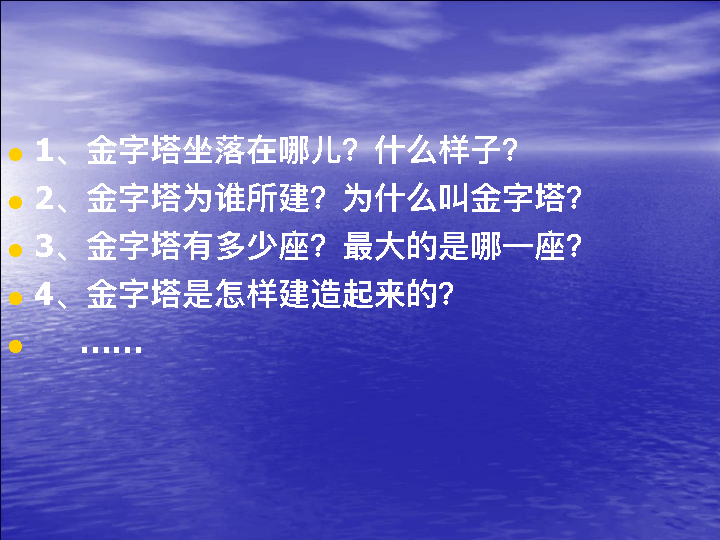 1、金字塔坐落在哪儿？什么样子？
2、金字塔为谁所建？为什么叫金字塔？
3、金字塔有多少座？最大的是哪一座？
4、金字塔是怎样建造起来的？
……